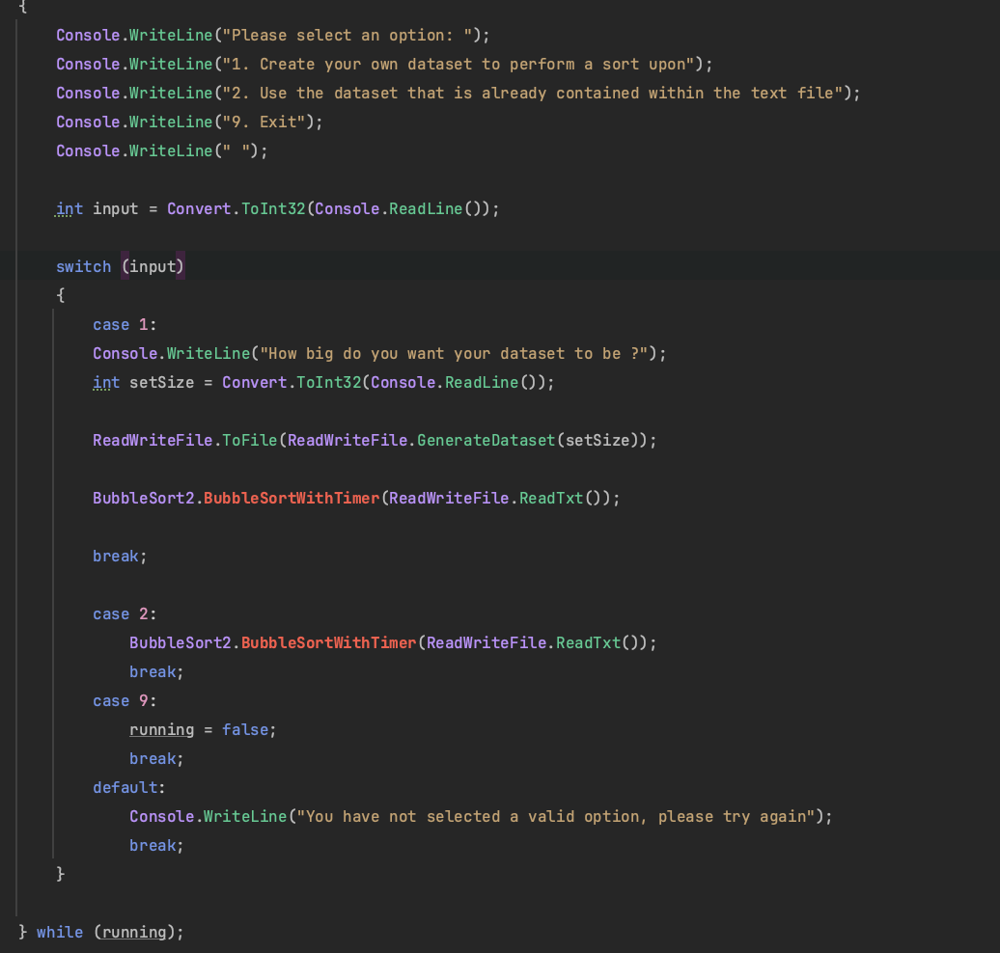 {
Console.WriteLine("Please select an option: ");
Console.WriteLine("1. Create your own dataset to perform a sort upon");
Console.WriteLine("2. Use the dataset that is already contained within the text file");
Console.WriteLine("9. Exit");
Console.WriteLine(" ");
int input = Convert.ToInt32(Console.ReadLine());
switch (input)
{
case 1:
Console.WriteLine("How big do you want your dataset to be ?");
int setSize = Convert.ToInt32(Console.ReadLine());
ReadWriteFile.ToFile(ReadWriteFile.GenerateDataset(setSize));
BubbleSort2.BubbleSortWithTimer(ReadWriteFile.ReadTxt());
break;
case 2:
BubbleSort2.BubbleSortWithTimer(ReadWriteFile.ReadTxt());
break;
case 9:
running = false;
break;
default:
Console.WriteLine("You have not selected a valid option, please try again");
break;
}
} while (running);